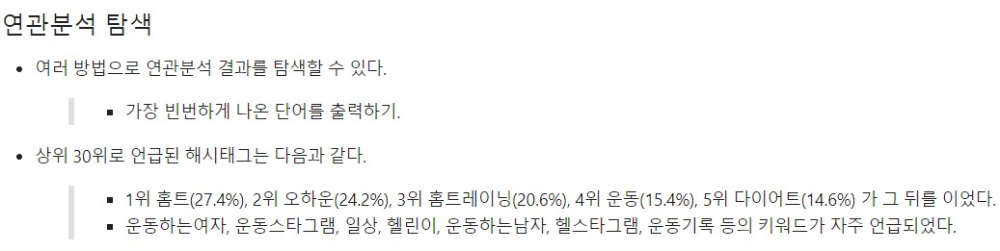 연관분석 탐색
여러 방법으로 연관분석 결과를 탐색할 수 있다.
가장 빈번하게 나온 단어를 출력하기.
상위 30위로 언급된 해시태그는 다음과 같다.
1위 홈트(27.4%), 2위 오하운(24.2%), 3위 홈트레이닝(20.6%), 4위 운동(15.4%), 5위 다이어트(14.6%) 가 그 뒤를 이었다.
운동하는여자, 운동스타그램, 일상, 헬린이, 운동하는남자, 헬스타그램, 운동기록 등의 키워드가 자주 언급되었다.